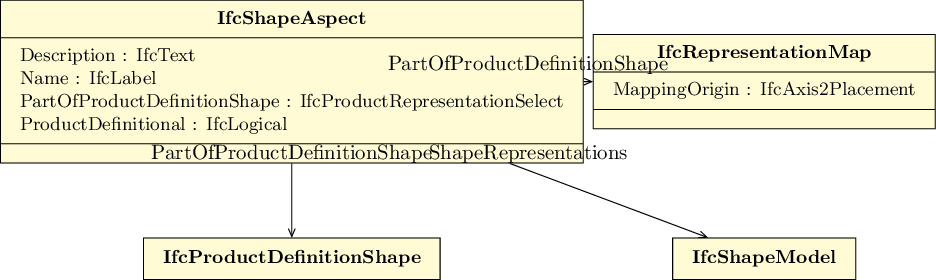 IfcShapeAspect
Description : IfcText
Name : IfcLabel
PartOfProductDefinitionShape : IfcProductRepresentationSelect
ProductDefinitional : IfcLogical
PartOfProductDefinitionShape
IfcRepresentationMap
MappingOrigin : IfcAxis2Placement
PartOfProductDefinitionShape
ShapeRepresentations
IfcProductDefinitionShape
IfcShapeModel